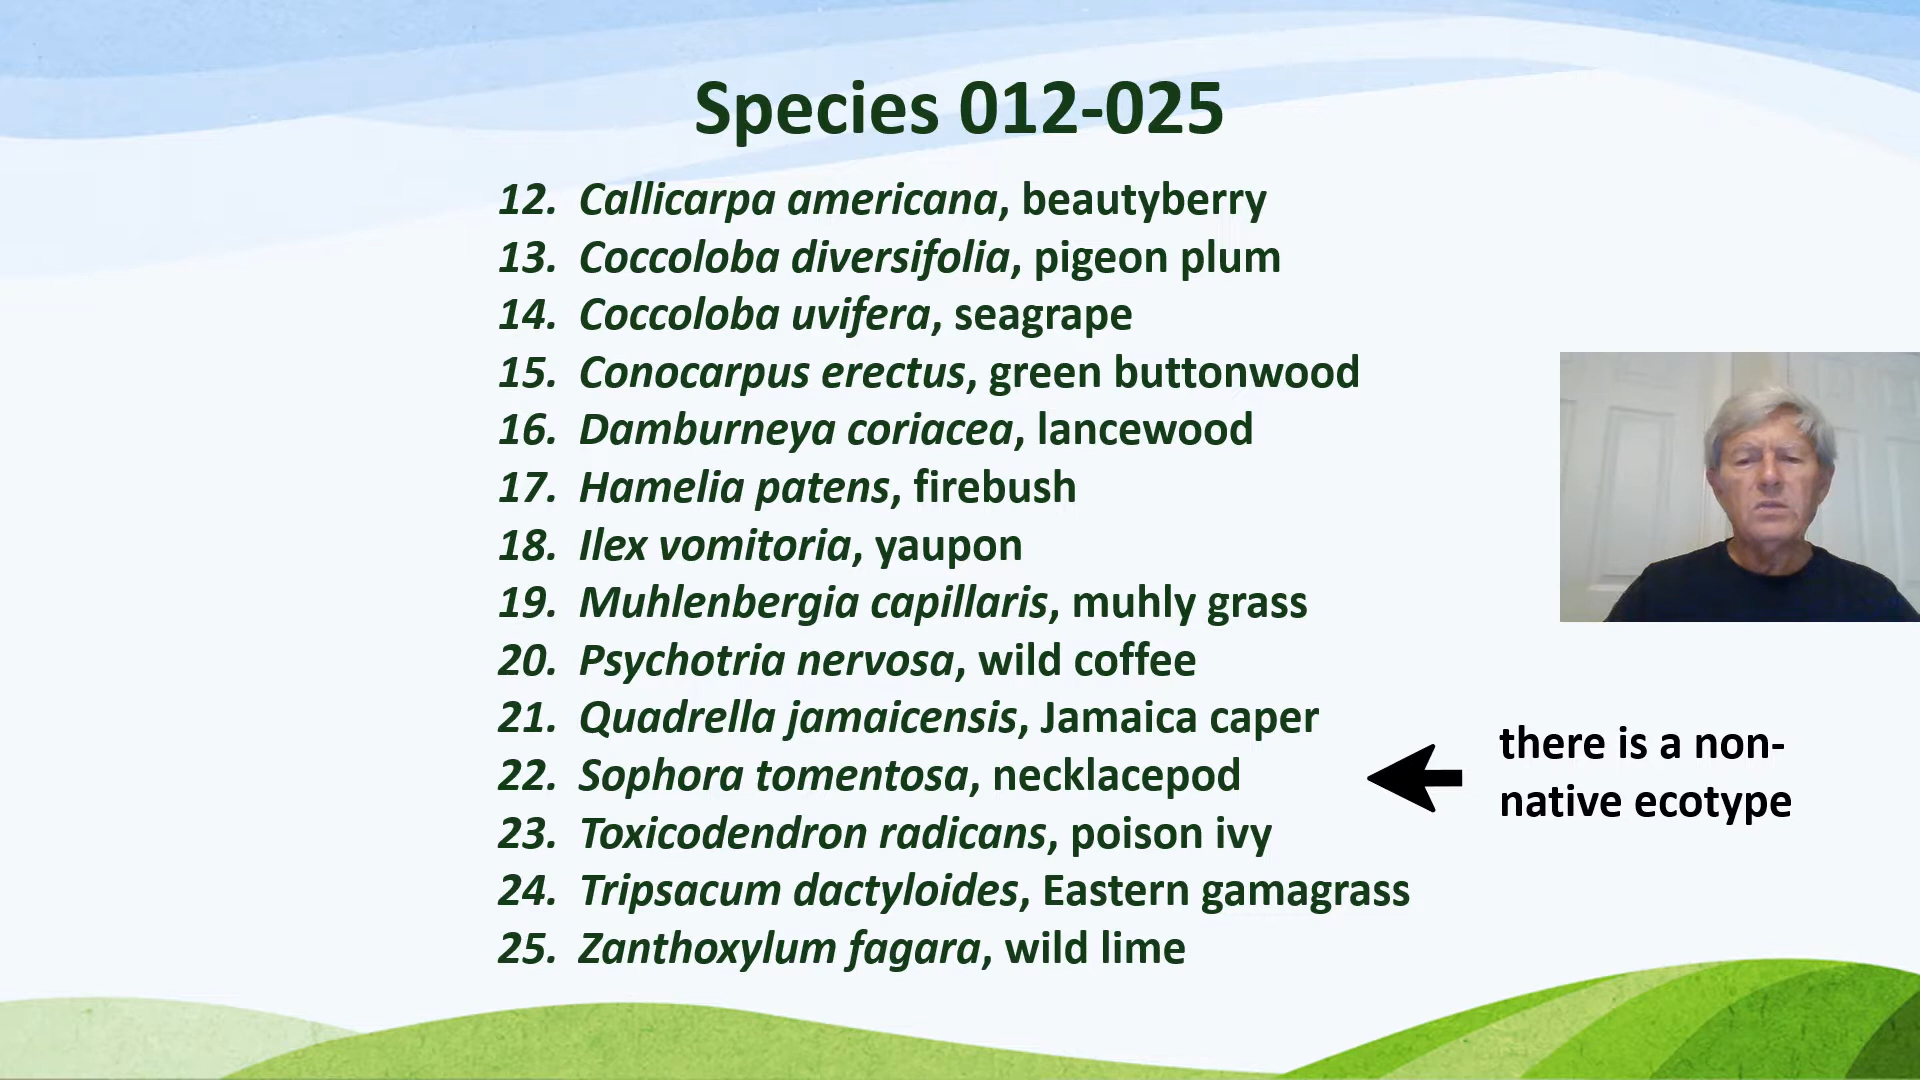 Species 012-025
12. Callicarpa americana, beautyberry
13. Coccoloba diversifolia, pigeon plum
14. Coccoloba uvifera, seagrape
15. Conocarpus erectus, green buttonwood
16. Damburneya coriacea, lancewood
17. Hamelia patens, firebush
18. Ilex vomitoria, yaupon
19. Muhlenbergia capillaris, muhly grass
20. Psychotria nervosa, wild coffee
21. Quadrella jamaicensis, Jamaica caper
22. Sophora tomentosa, necklacepod
23. Toxicodendron radicans, poison ivy
24. Tripsacum dactyloides, Eastern gamagrass
25. Zanthoxylum fagara, wild lime
there is a non-
native ecotype